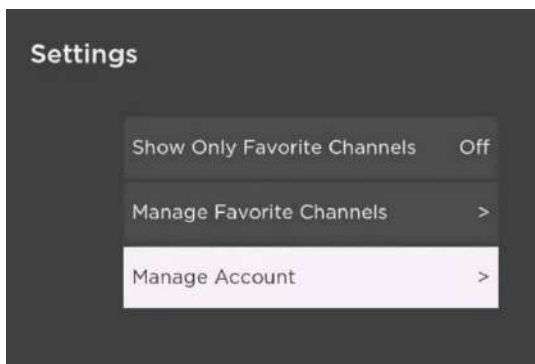 Settings
Show Only Favorite Channels Off
Manage Favorite Channels >
Manage Account >